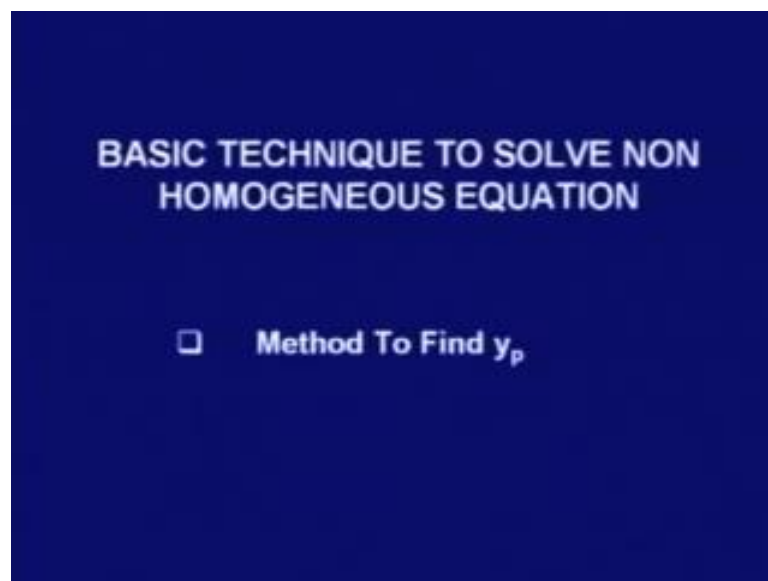 BASIC TECHNIQUE TO SOLVE NON
HOMOGENEOUS EQUATION
❑ Method To Find yₚ